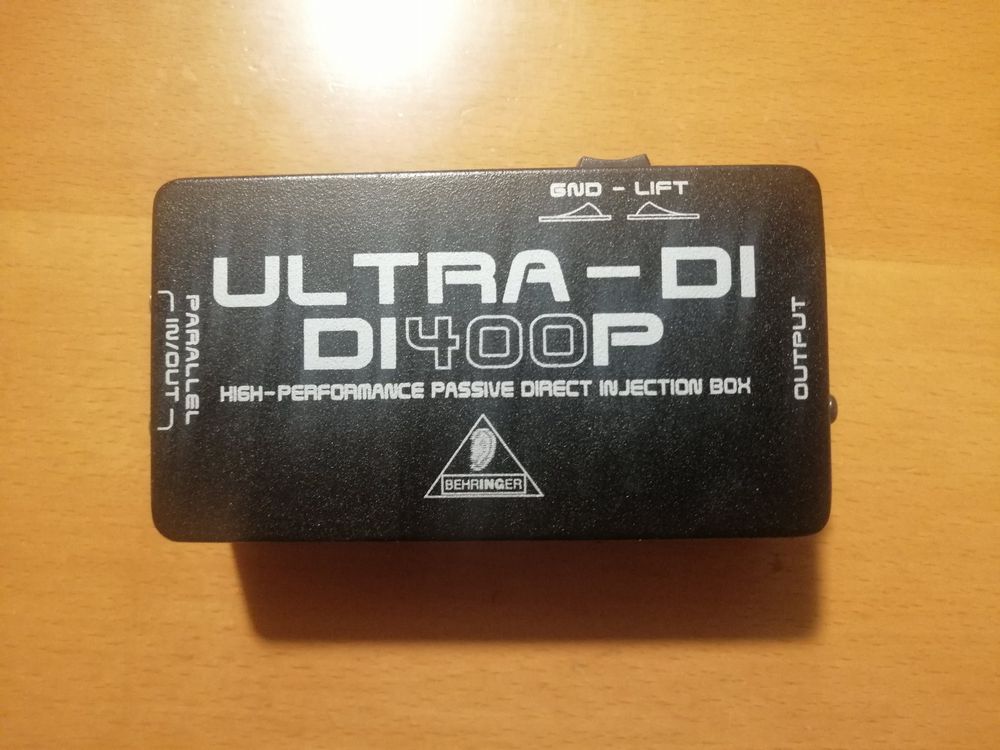 GND - LIFT
ULTRA-DI
DI400P
HIGH-PERFORMANCE PASSIVE DIRECT INJECTION BOX
PARALLEL
IN/OUT
OUTPUT
BEHRINGER